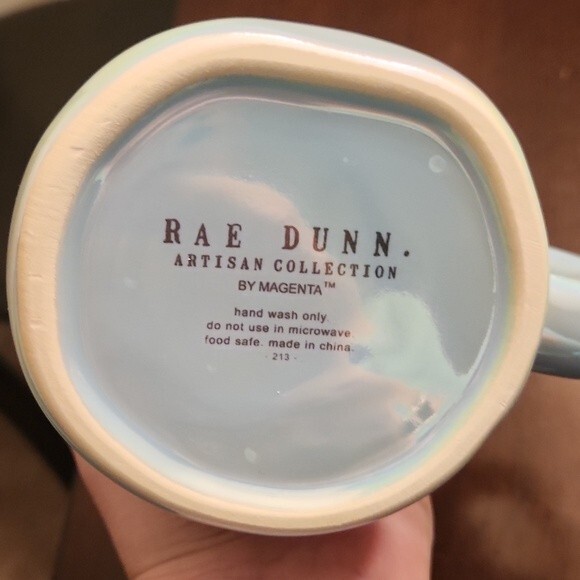 RAE DUNN.
ARTISAN COLLECTION
BY MAGENTA™
hand wash only.
do not use in microwave.
food safe. made in china.
- 213 -